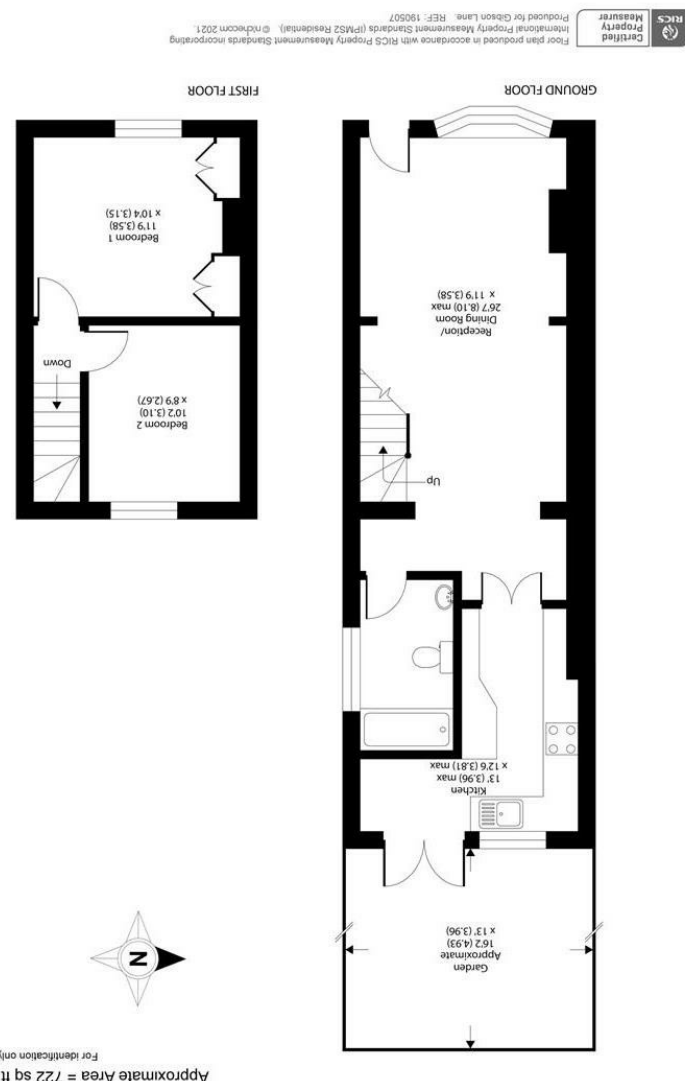 Approximate Area = 722 sq ft
For identification only
N
Garden
Approximate
16'2 (4.93)
x 13' (3.96)
Kitchen
13' (3.96) max
x 12'6 (3.81) max
Up
Reception/
Dining Room
26'7 (8.10) max
x 11'9 (3.58)
GROUND FLOOR
Bedroom 2
10'2 (3.10)
x 8'9 (2.67)
Down
Bedroom 1
11'9 (3.58)
x 10'4 (3.15)
FIRST FLOOR
RICS
Certified
Property
Measurer
Floor plan produced in accordance with RICS Property Measurement Standards incorporating
International Property Measurement Standards (IPMS2 Residential). ©nichecom 2021.
Produced for Gibson Lane. REF: 190507